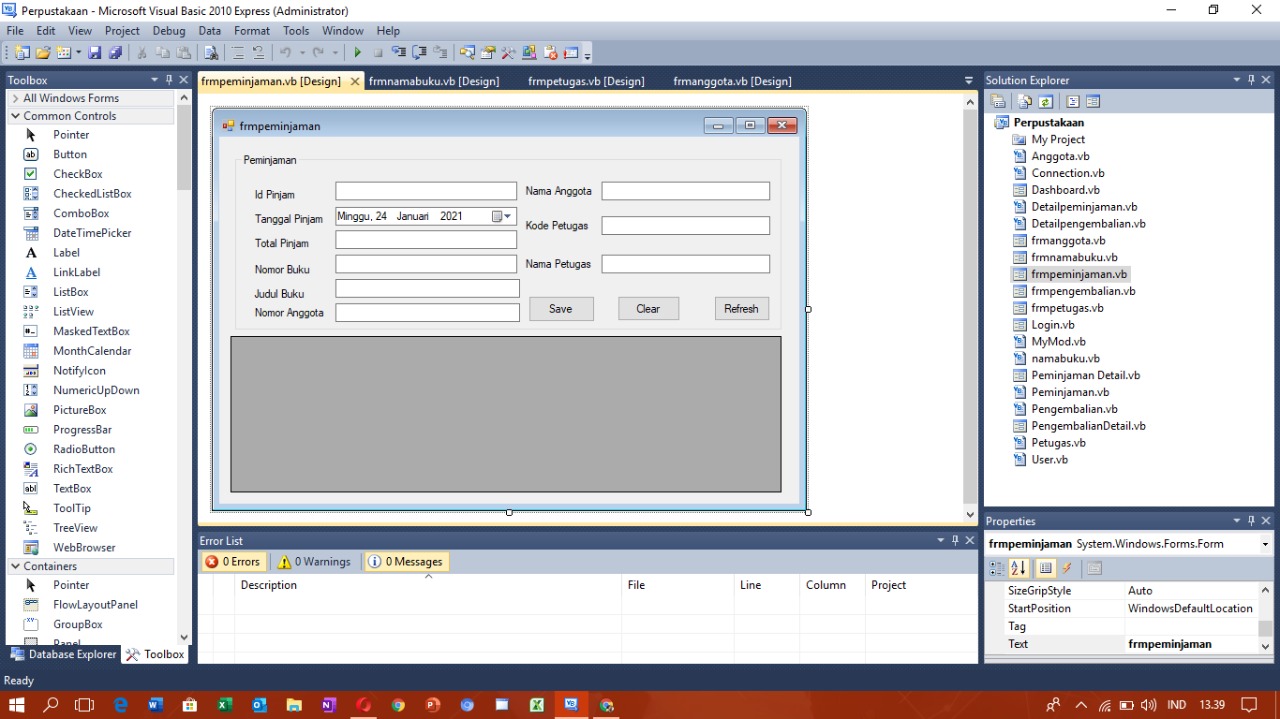 Perpustakaan - Microsoft Visual Basic 2010 Express (Administrator)
File Edit View Project Debug Data Format Tools Window Help
Toolbox
All Windows Forms
Common Controls
Pointer
Button
CheckBox
CheckedListBox
ComboBox
DateTimePicker
Label
LinkLabel
ListBox
ListView
MaskedTextBox
MonthCalendar
NotifyIcon
NumericUpDown
PictureBox
ProgressBar
RadioButton
RichTextBox
TextBox
ToolTip
TreeView
WebBrowser
Containers
Pointer
FlowLayoutPanel
GroupBox
Panel
Database Explorer Toolbox
frmpeminjaman.vb [Design] frmnamabuku.vb [Design] frmpetugas.vb [Design] frmanggota.vb [Design]
frmpeminjaman
Peminjaman
Id Pinjam
Tanggal Pinjam Minggu, 24 Januari 2021
Total Pinjam
Nomor Buku
Judul Buku
Nomor Anggota
Nama Anggota
Kode Petugas
Nama Petugas
Save Clear Refresh
Error List
0 Errors 0 Warnings 0 Messages
Description File Line Column Project
Solution Explorer
Perpustakaan
My Project
Anggota.vb
Connection.vb
Dashboard.vb
Detailpeminjaman.vb
Detailpengembalian.vb
frmanggota.vb
frmnamabuku.vb
frmpeminjaman.vb
frmpengembalian.vb
frmpetugas.vb
Login.vb
MyMod.vb
namabuku.vb
Peminjaman Detail.vb
Peminjaman.vb
Pengembalian.vb
PengembalianDetail.vb
Petugas.vb
User.vb
Properties
frmpeminjaman System.Windows.Forms.Form
SizeGripStyle Auto
StartPosition WindowsDefaultLocation
Tag
Text frmpeminjaman
Ready
IND 13.39